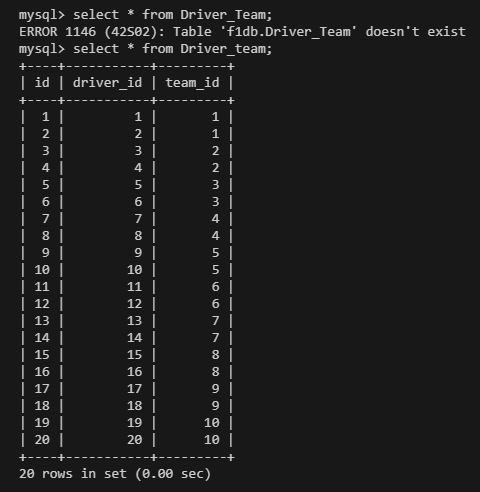 mysql> select * from Driver_Team;
ERROR 1146 (42S02): Table 'f1db.Driver_Team' doesn't exist
mysql> select * from Driver_team;
+----+-----------+---------+
| id | driver_id | team_id |
+----+-----------+---------+
|  1 |         1 |       1 |
|  2 |         2 |       1 |
|  3 |         3 |       2 |
|  4 |         4 |       2 |
|  5 |         5 |       3 |
|  6 |         6 |       3 |
|  7 |         7 |       4 |
|  8 |         8 |       4 |
|  9 |         9 |       5 |
| 10 |        10 |       5 |
| 11 |        11 |       6 |
| 12 |        12 |       6 |
| 13 |        13 |       7 |
| 14 |        14 |       7 |
| 15 |        15 |       8 |
| 16 |        16 |       8 |
| 17 |        17 |       9 |
| 18 |        18 |       9 |
| 19 |        19 |      10 |
| 20 |        20 |      10 |
+----+-----------+---------+
20 rows in set (0.00 sec)